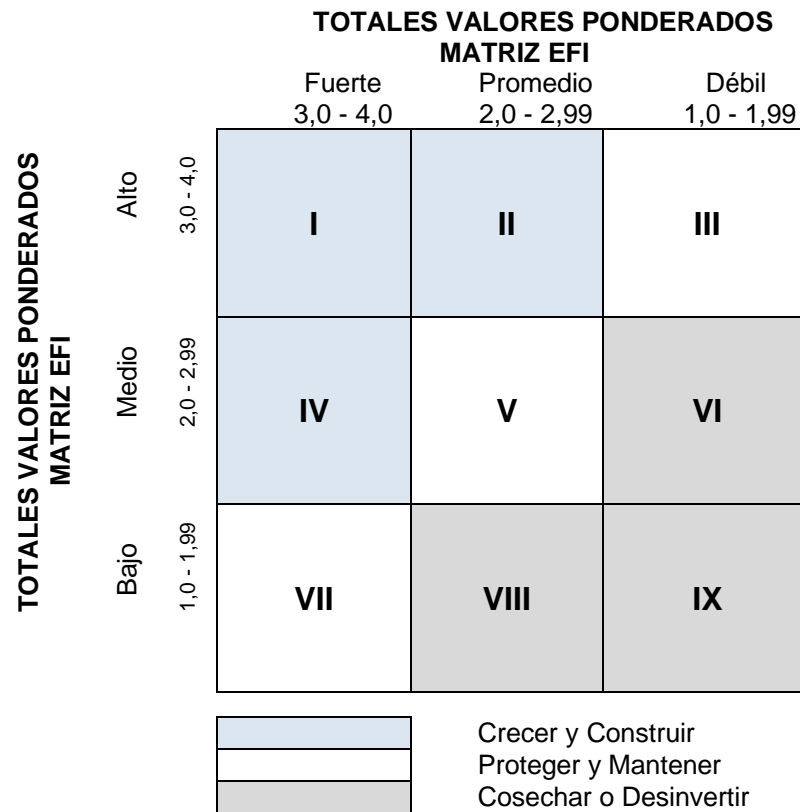 TOTALES VALORES PONDERADOS
MATRIZ EFI
Fuerte Promedio Débil
3,0 - 4,0 2,0 - 2,99 1,0 - 1,99
TOTALES VALORES PONDERADOS
MATRIZ EFI
Alto
3,0 - 4,0
I II III
Medio
2,0 - 2,99
IV V VI
Bajo
1,0 - 1,99
VII VIII IX
Crecer y Construir
Proteger y Mantener
Cosechar o Desinvertir